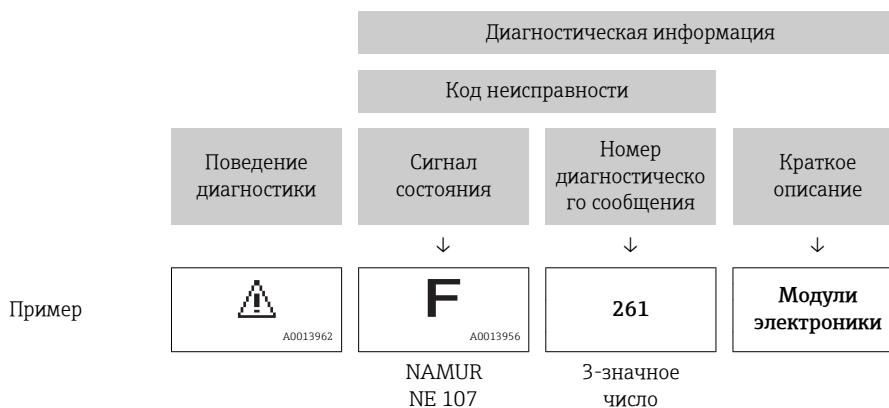 Диагностическая информация
Код неисправности
Поведение
диагностики
Сигнал
состояния
Номер
диагностическо
го сообщения
Краткое
описание
↓ ↓ ↓
Пример
A0013962
F
A0013956
261
Модули
электроники
NAMUR
NE 107
3-значное
число